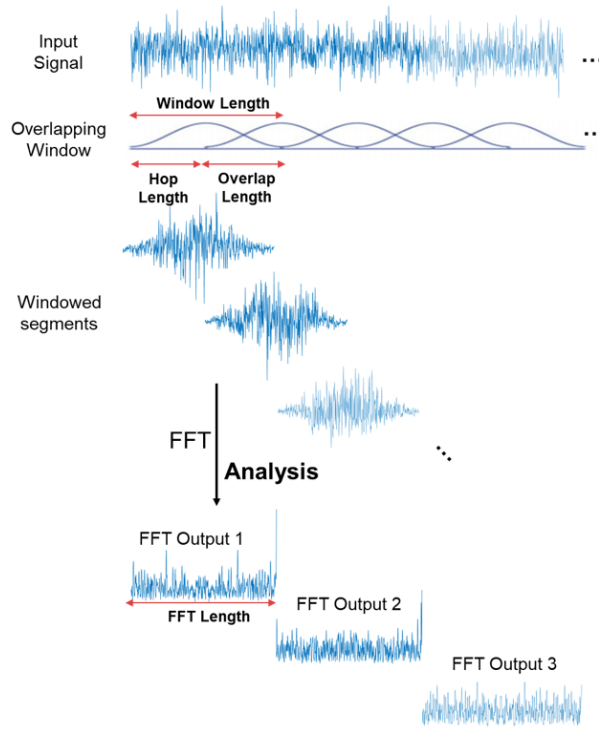 Input
Signal
...
Window Length
Overlapping
Window
...
Hop
Length
Overlap
Length
Windowed
segments
...
FFT
Analysis
FFT Output 1
FFT Length
FFT Output 2
FFT Output 3